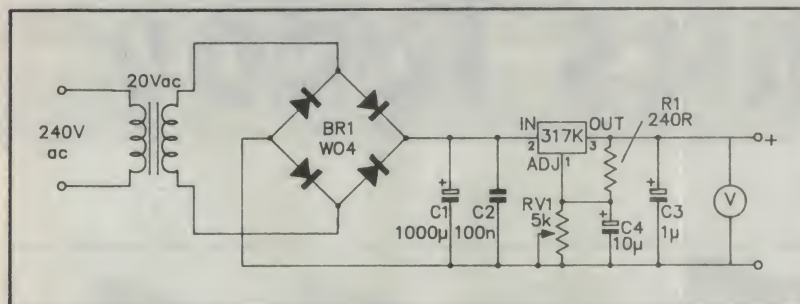 20Vac
240V
ac
BR1
W04
+
C1
1000µ
C2
100n
IN
2
317K
OUT
3
ADJ
1
R1
240R
RV1
5k
+
C4
10µ
+
C3
1µ
V
+